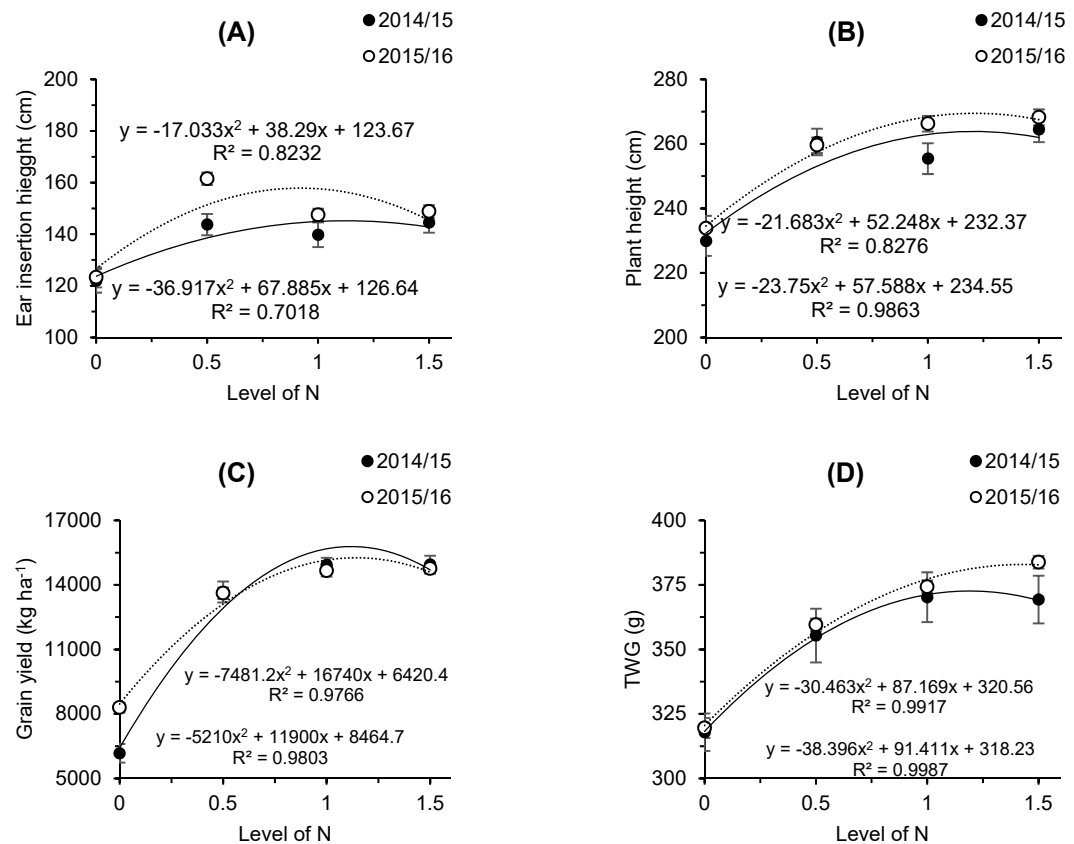 (A)
2014/15
2015/16
Ear insertion hiegght (cm)
200
180
160
140
120
100
y = -17.033x² + 38.29x + 123.67
R² = 0.8232
y = -36.917x² + 67.885x + 126.64
R² = 0.7018
0 0.5 1 1.5
Level of N
(B)
2014/15
2015/16
Plant height (cm)
280
260
240
220
200
y = -21.683x² + 52.248x + 232.37
R² = 0.8276
y = -23.75x² + 57.588x + 234.55
R² = 0.9863
0 0.5 1 1.5
Level of N
(C)
2014/15
2015/16
Grain yield (kg ha⁻¹)
17000
14000
11000
8000
5000
y = -7481.2x² + 16740x + 6420.4
R² = 0.9766
y = -5210x² + 11900x + 8464.7
R² = 0.9803
0 0.5 1 1.5
Level of N
(D)
2014/15
2015/16
TWG (g)
400
375
350
325
300
y = -30.463x² + 87.169x + 320.56
R² = 0.9917
y = -38.396x² + 91.411x + 318.23
R² = 0.9987
0 0.5 1 1.5
Level of N